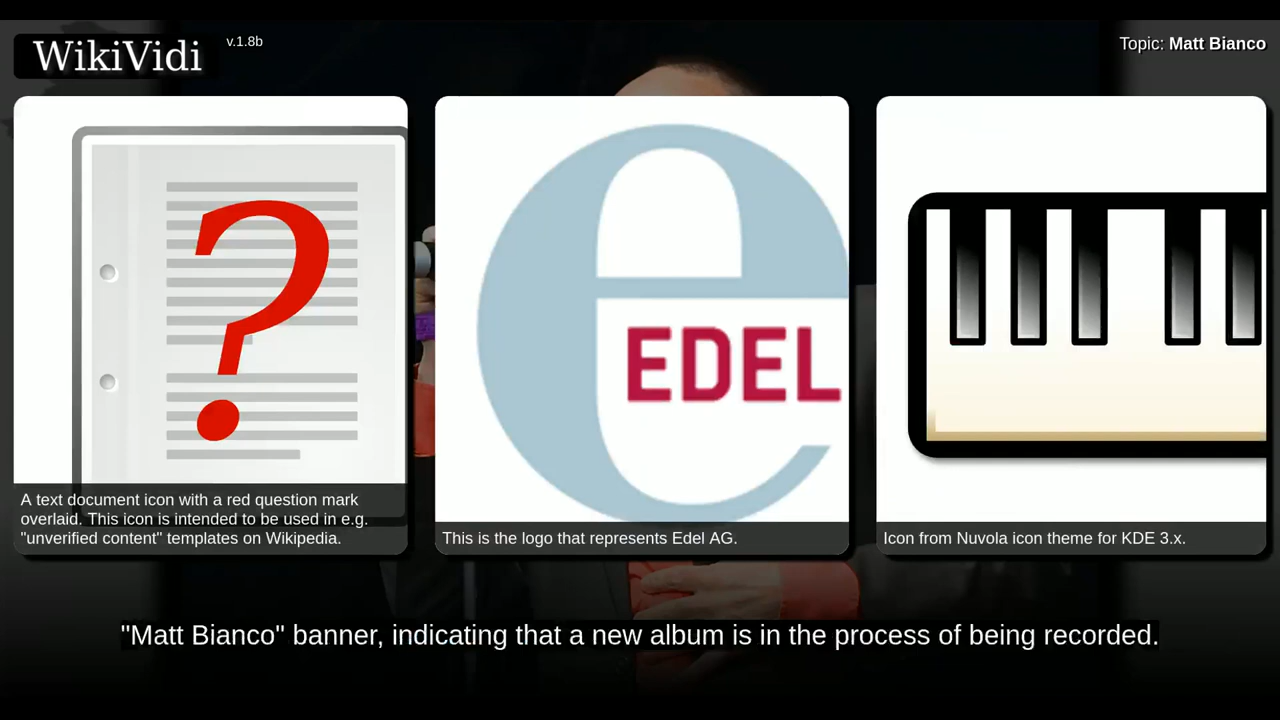 WikiVidi
v.1.8b
Topic: Matt Bianco
?
EDEL
A text document icon with a red question mark
overlaid. This icon is intended to be used in e.g.
"unverified content" templates on Wikipedia.
This is the logo that represents Edel AG.
Icon from Nuvola icon theme for KDE 3.x.
"Matt Bianco" banner, indicating that a new album is in the process of being recorded.